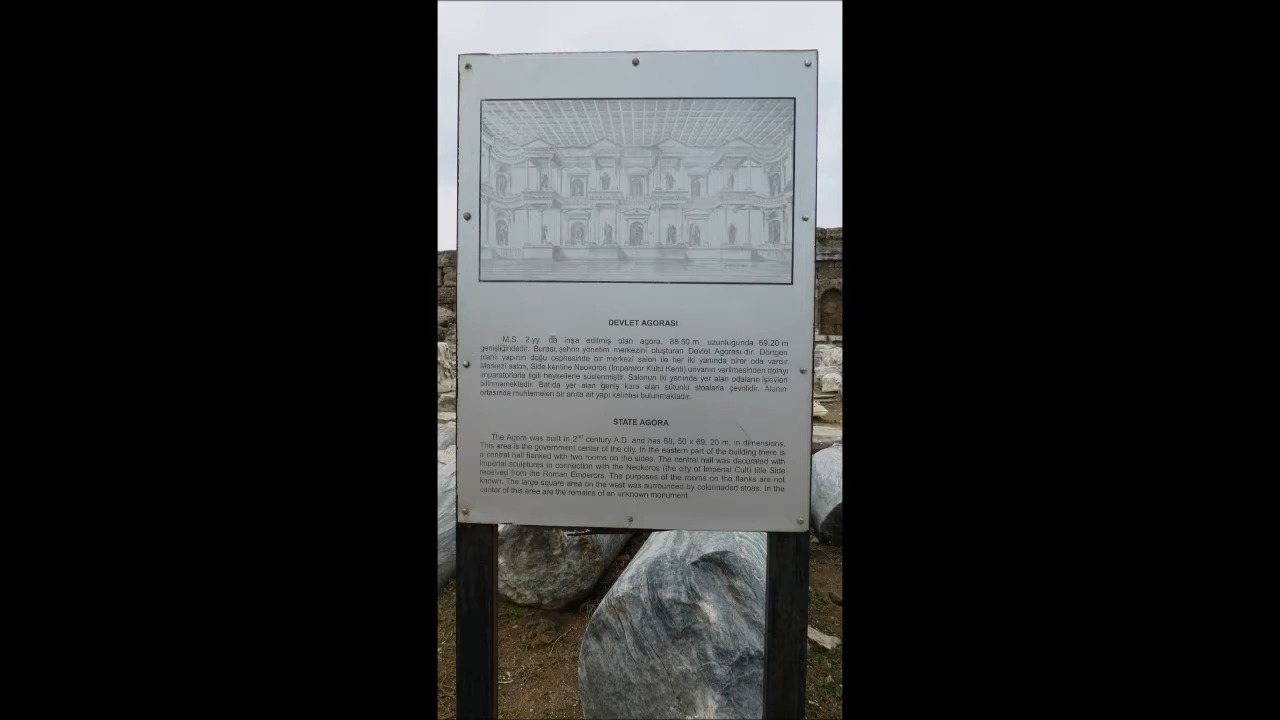 DEVLET AGORASI
M.S. 2.yy da inşa edilmiş olan agora, 88.50 m. uzunluğunda 69.20 m
genişliğindedir. Burası, şehrin yönetim merkezini oluşturan Devlet Agorası dir. Dörtgen
planlı yapının doğu cephesinde bir merkezi salon ile her iki yanında birer oda vardır.
Merkezi salon, Side kentine Neokoros (İmparator Kültü Kenti) unvanın verilmesinden dolayı
imparatorlarla ilgili heykellerle süslenmiştir. Salonun iki yanında yer alan odaların işlevleri
bilinmemektedir. Batıda yer alan geniş kara alan sütunlu stoalarla çevrilidir. Alanın
ortasında muhtemelen bir anıta ait yapı kalıntısı bulunmaktadır.
STATE AGORA
The Agora was built in 2nd century A.D. and has 88, 50 x 69, 20 m. in dimensions.
This area is the government center of the city. In the eastern part of the building there is
a central hall flanked with two rooms on the sides. The central hall was decorated with
Imperial sculptures in connection with the Neokoros (the city of Imperial Cult) title Side
received from the Roman Emperors. The purposes of the rooms on the flanks are not
known. The large square area on the west was surrounded by colonnaded stoas. In the
center of this area are the remains of an unknown monument